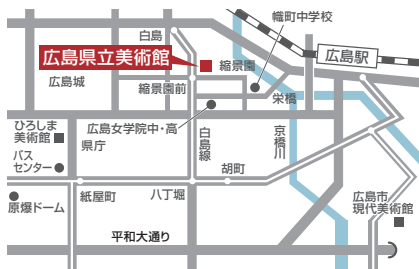 幟町中学校
白島
広島県立美術館
広島駅
縮景園
広島城
縮景園前
栄橋
ひろしま
美術館
広島女学院中・高
県庁
白島線
京橋川
バス
センター
胡町
紙屋町
八丁堀
原爆ドーム
広島市
現代美術館
平和大通り